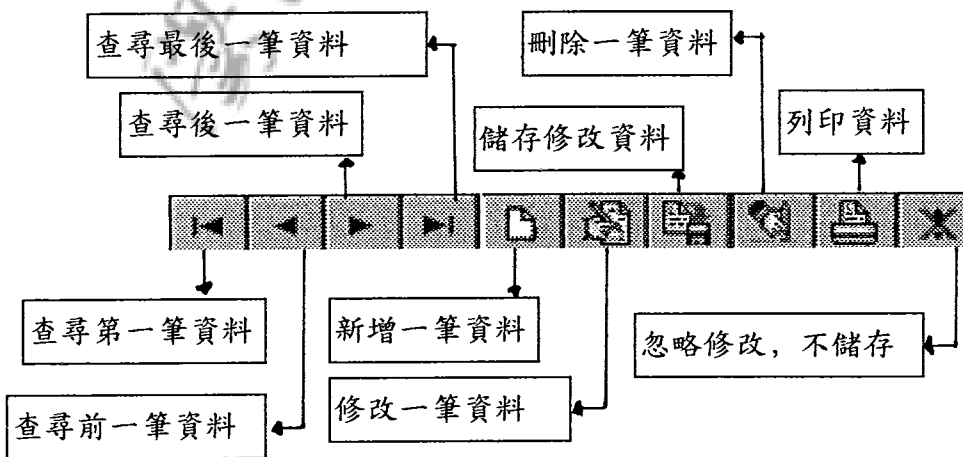 查尋最後一筆資料
刪除一筆資料
查尋後一筆資料
儲存修改資料
列印資料
查尋第一筆資料
新增一筆資料
忽略修改，不儲存
查尋前一筆資料
修改一筆資料